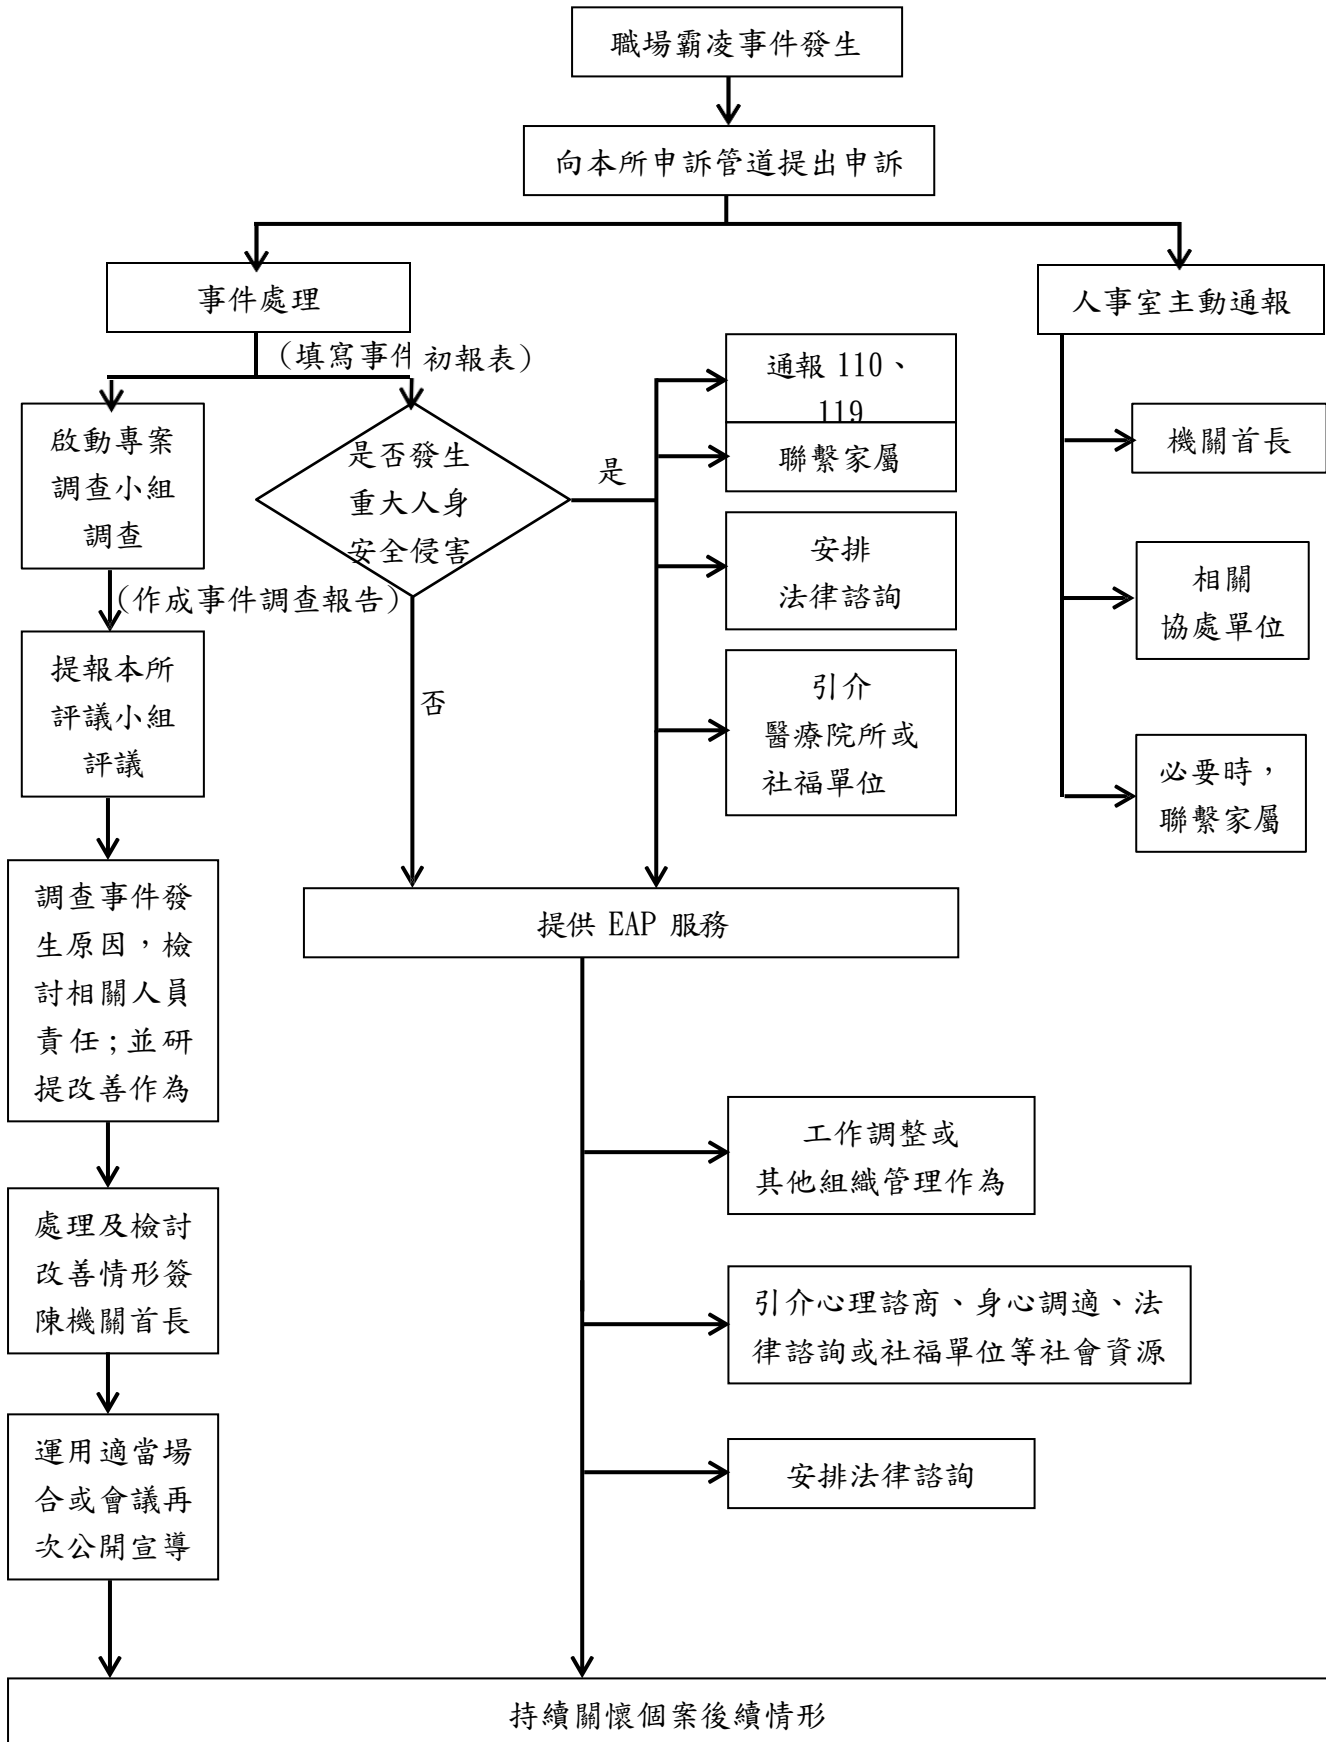 職場霸凌事件發生
向本所申訴管道提出申訴
事件處理
人事室主動通報
(填寫事件初報表)
啟動專案
調查小組
調查
是否發生
重大人身
安全侵害
是
通報 110、
119
聯繫家屬
安排
法律諮詢
引介
醫療院所或
社福單位
機關首長
相關
協處單位
必要時，
聯繫家屬
(作成事件調查報告)
否
提報本所
評議小組
評議
提供 EAP 服務
調查事件發
生原因，檢
討相關人員
責任；並研
提改善作為
工作調整或
其他組織管理作為
處理及檢討
改善情形簽
陳機關首長
引介心理諮商、身心調適、法
律諮詢或社福單位等社會資源
運用適當場
合或會議再
次公開宣導
安排法律諮詢
持續關懷個案後續情形